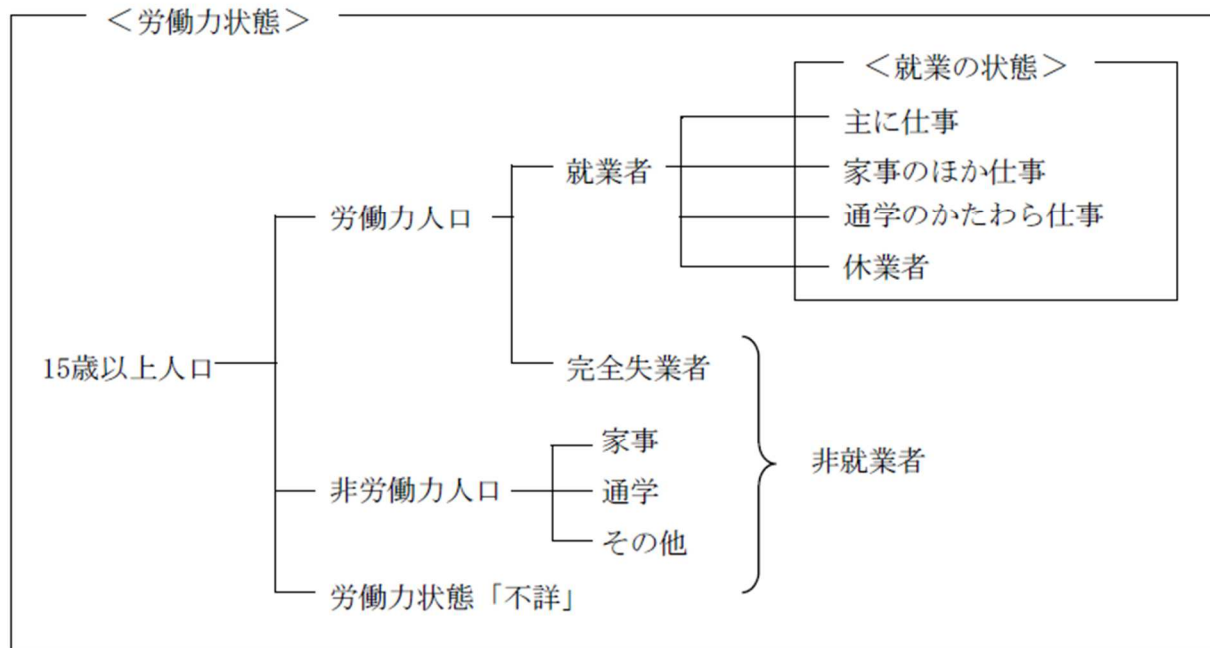 ＜労働力状態＞
＜就業の状態＞
主に仕事
就業者
家事のほか仕事
労働力人口
通学のかたわら仕事
休業者
15歳以上人口
完全失業者
家事
非就業者
非労働力人口
通学
その他
労働力状態「不詳」